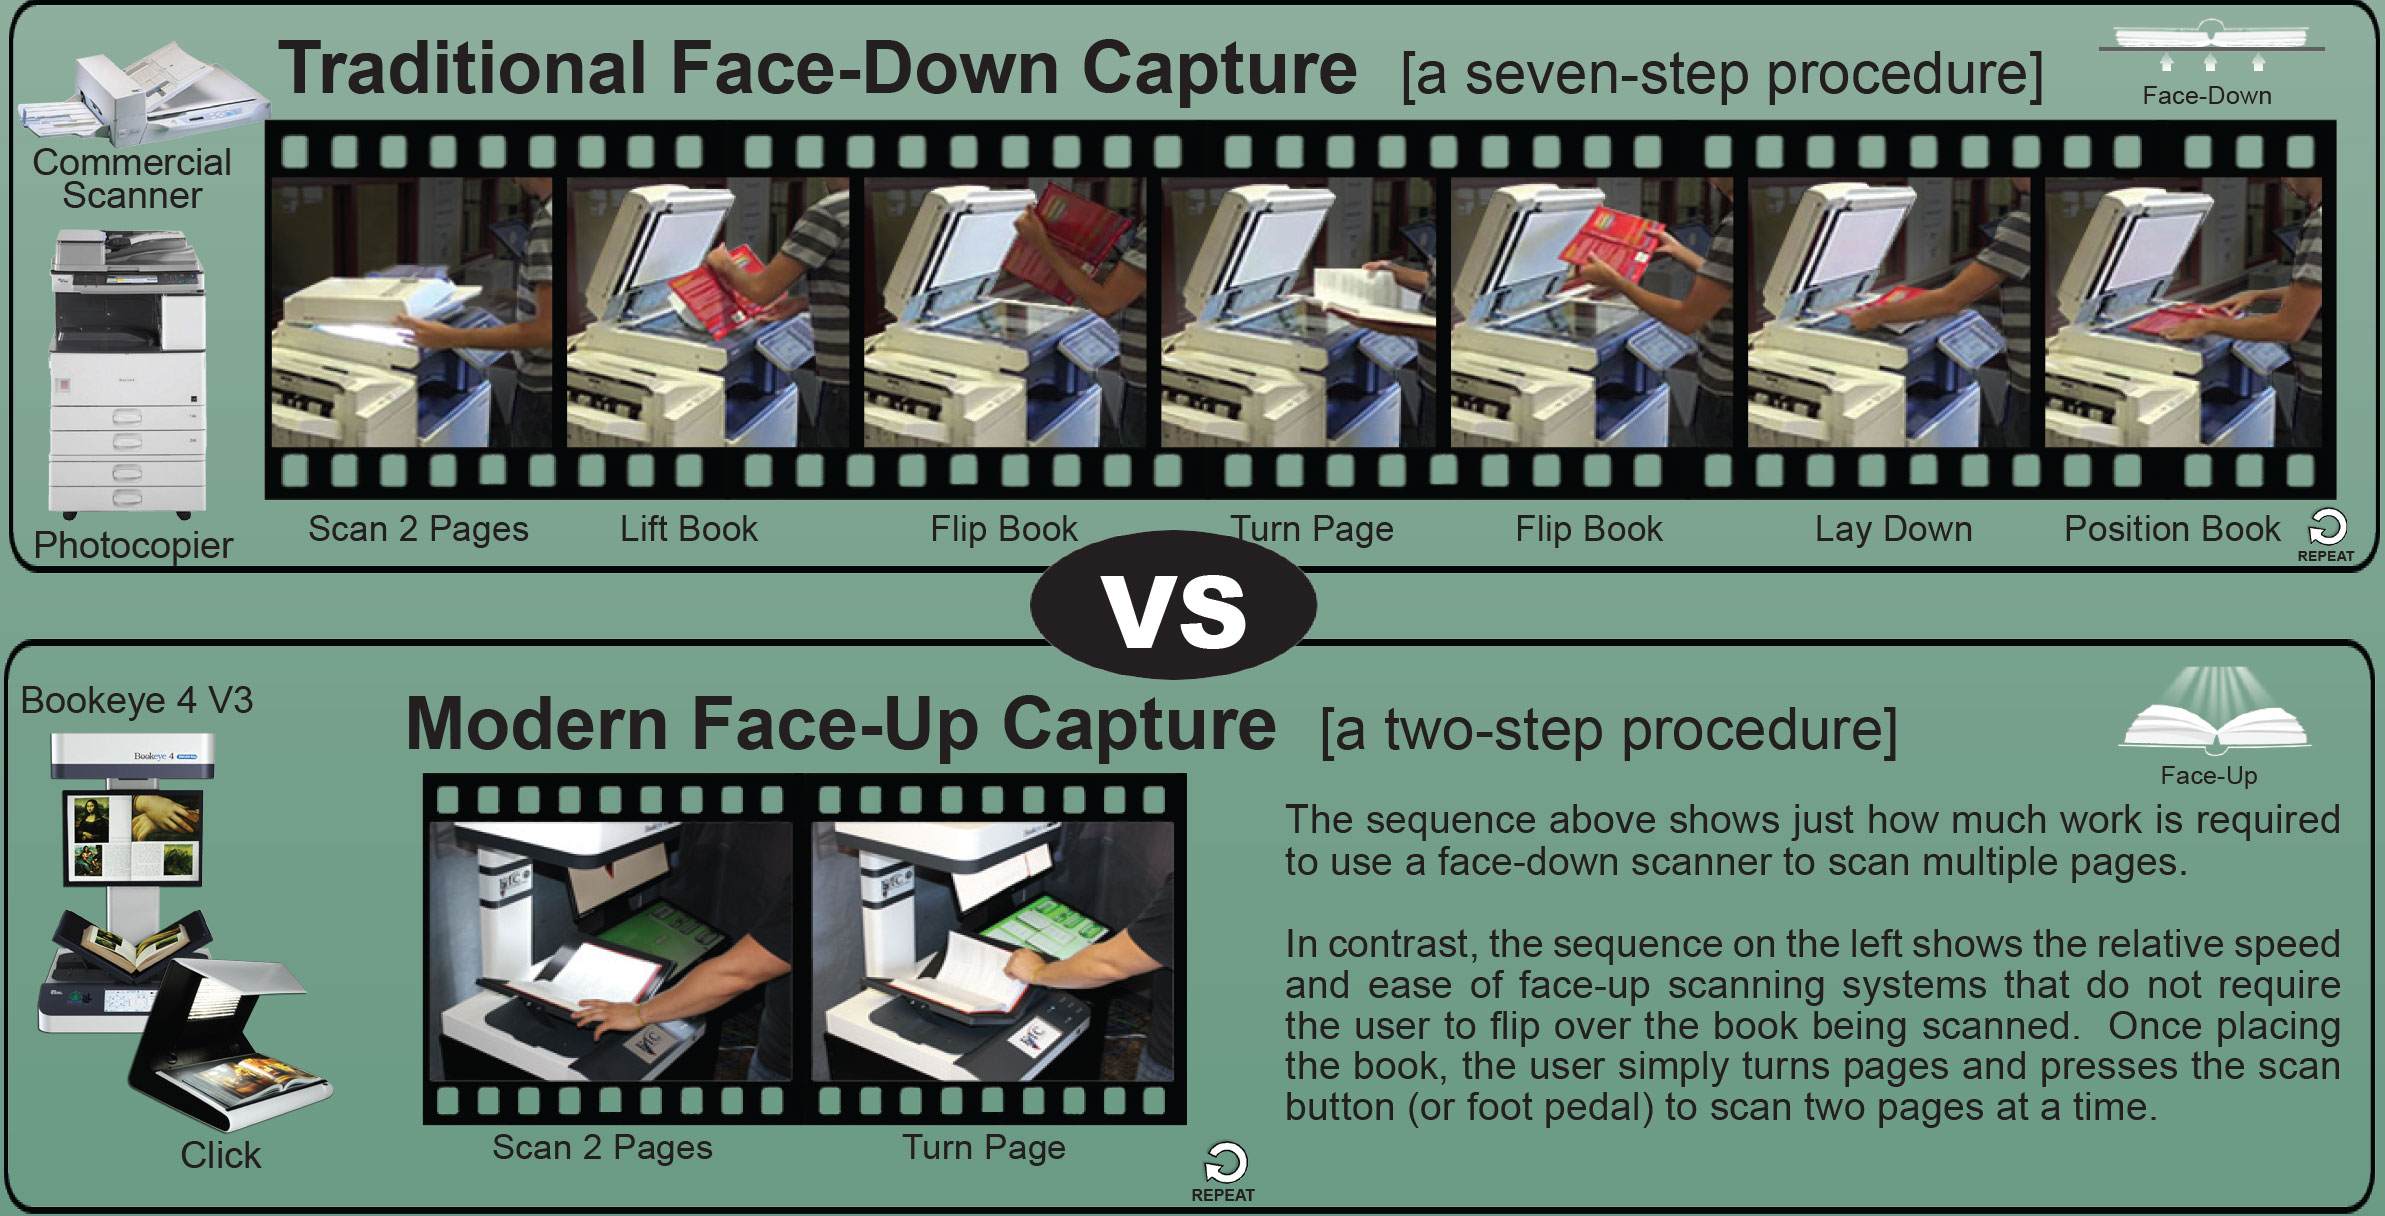 Traditional Face-Down Capture [a seven-step procedure]
Face-Down
Commercial
Scanner
Photocopier
Scan 2 Pages
Lift Book
Flip Book
Turn Page
Flip Book
Lay Down
Position Book
REPEAT
VS
Bookeye 4 V3
Modern Face-Up Capture [a two-step procedure]
Face-Up
Bookeye 4
The sequence above shows just how much work is required
to use a face-down scanner to scan multiple pages.
In contrast, the sequence on the left shows the relative speed
and ease of face-up scanning systems that do not require
the user to flip over the book being scanned. Once placing
the book, the user simply turns pages and presses the scan
button (or foot pedal) to scan two pages at a time.
Click
Scan 2 Pages
Turn Page
REPEAT